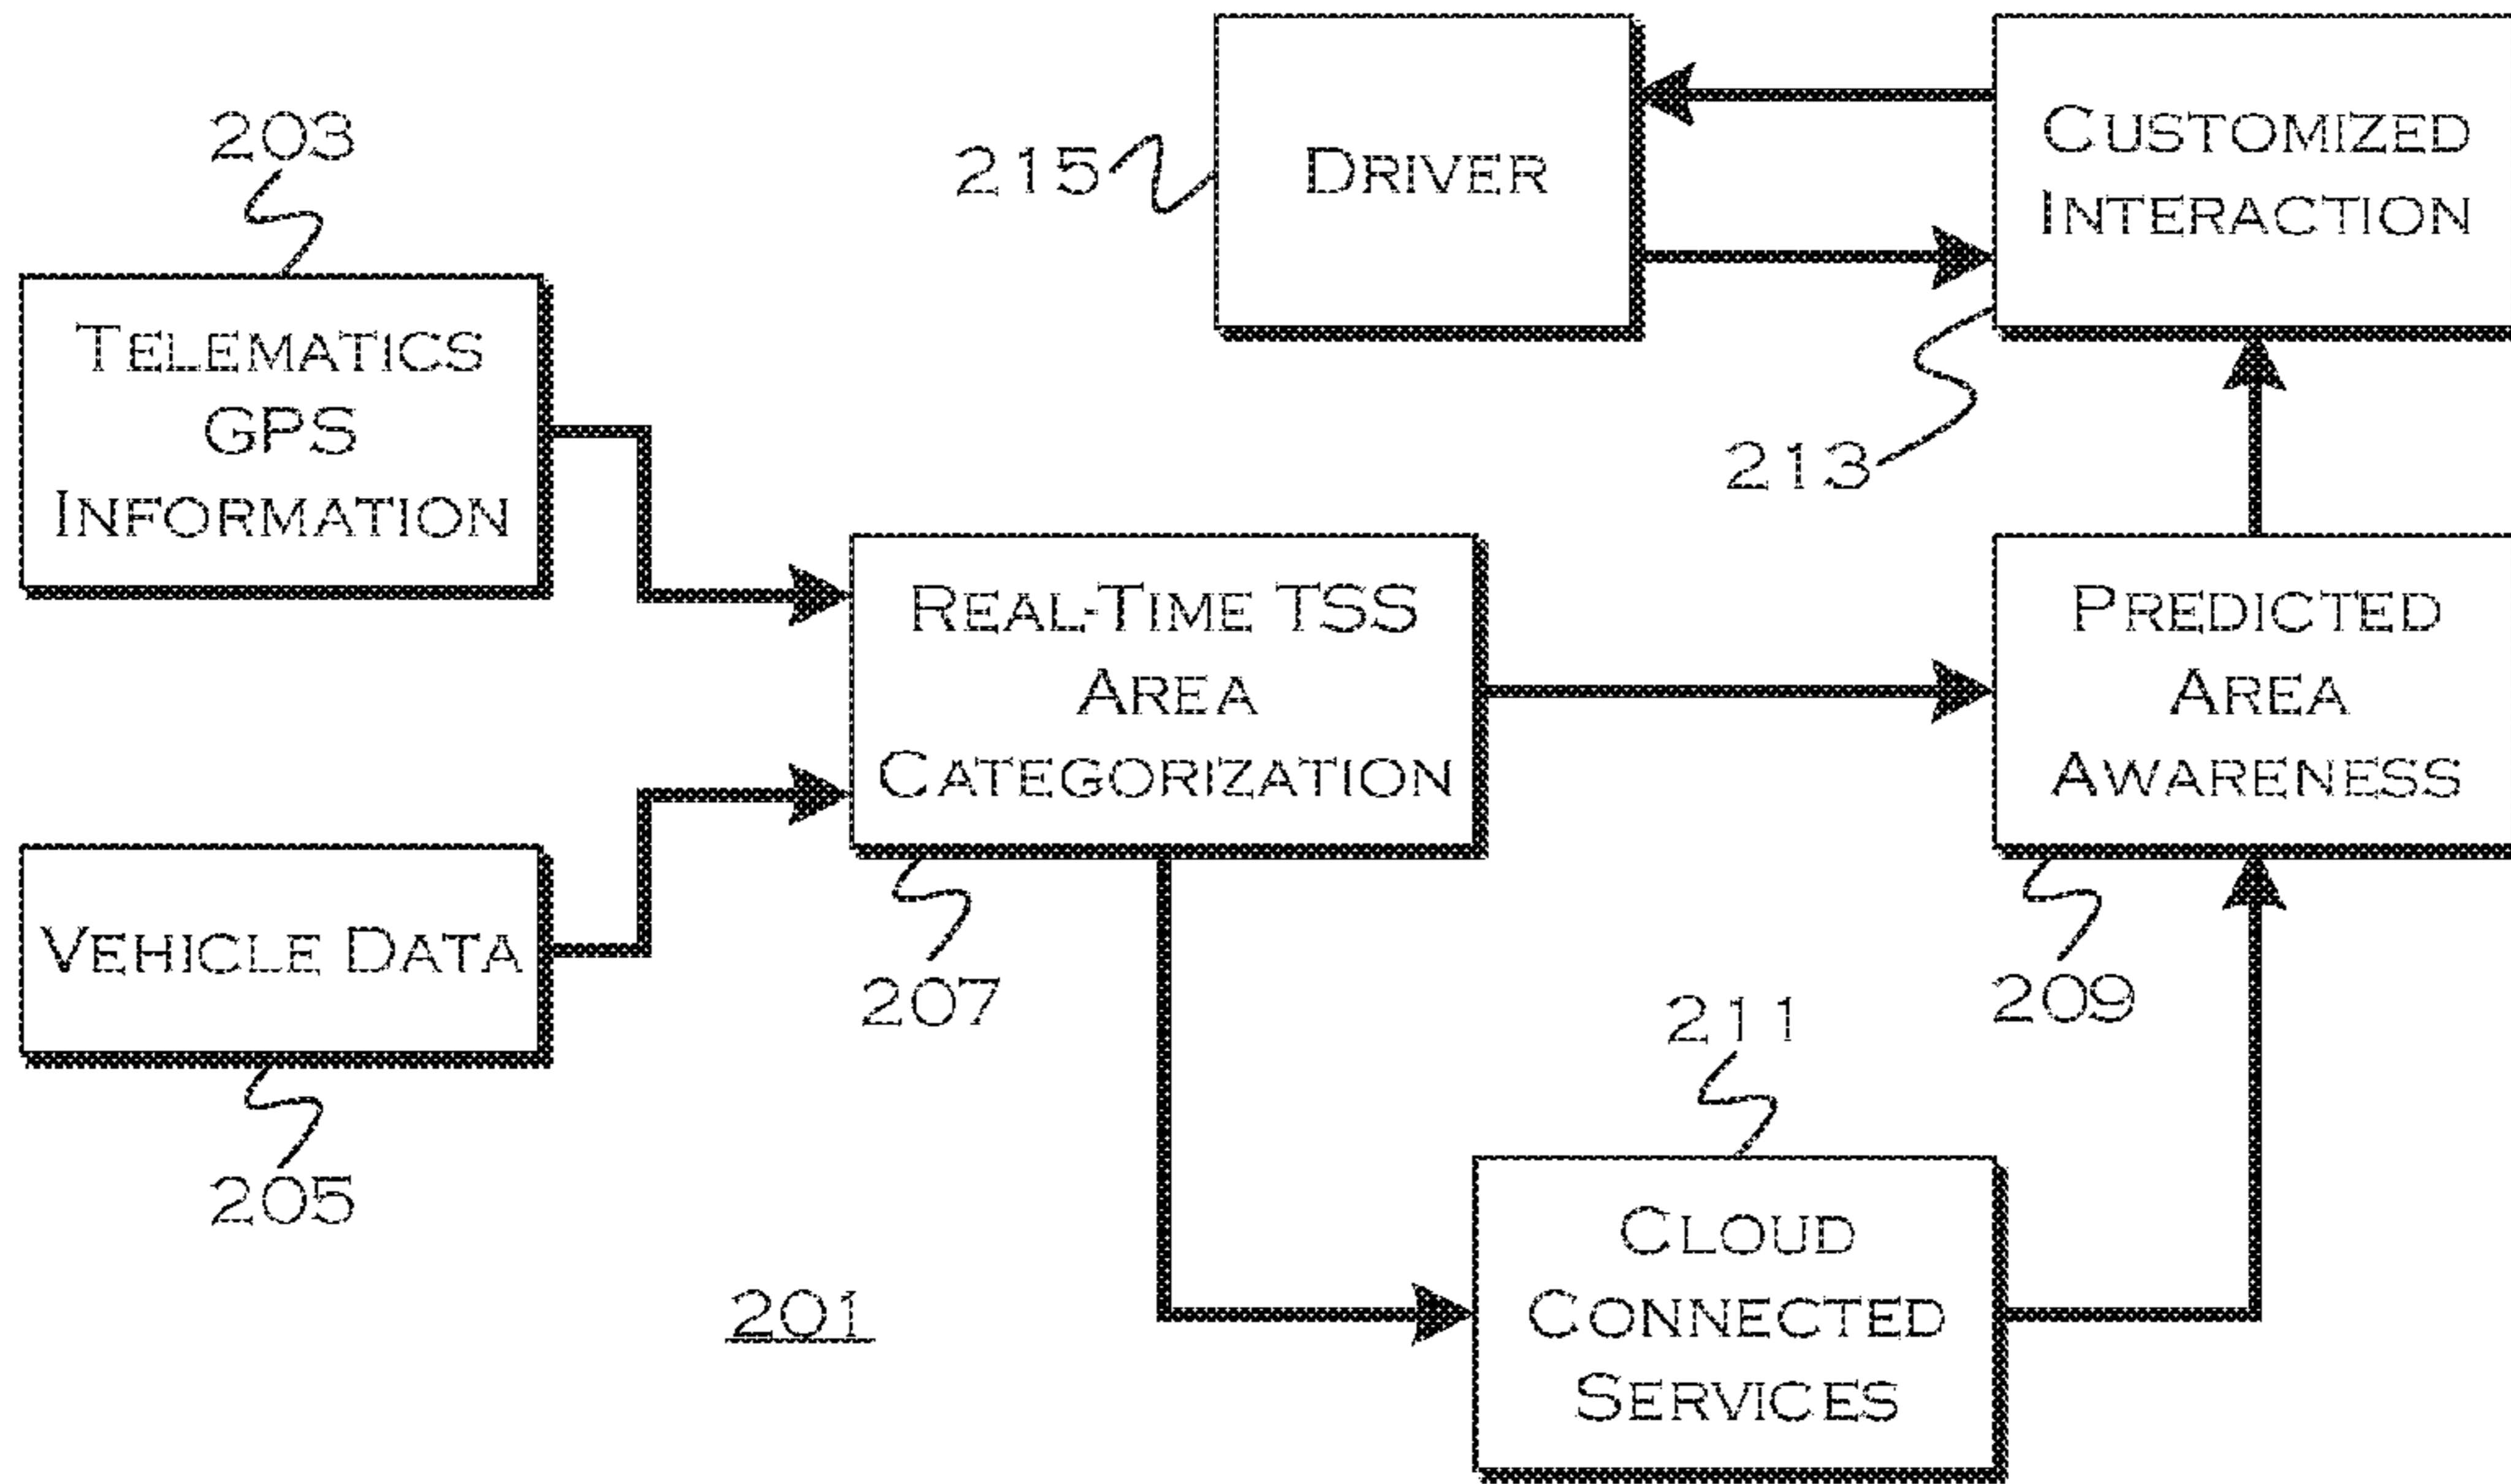 203
TELEMATICS
GPS
INFORMATION
215
DRIVER
CUSTOMIZED
INTERACTION
213
REAL-TIME TSS
AREA
CATEGORIZATION
207
PREDICTED
AREA
AWARENESS
209
VEHICLE DATA
205
211
CLOUD
CONNECTED
SERVICES
201